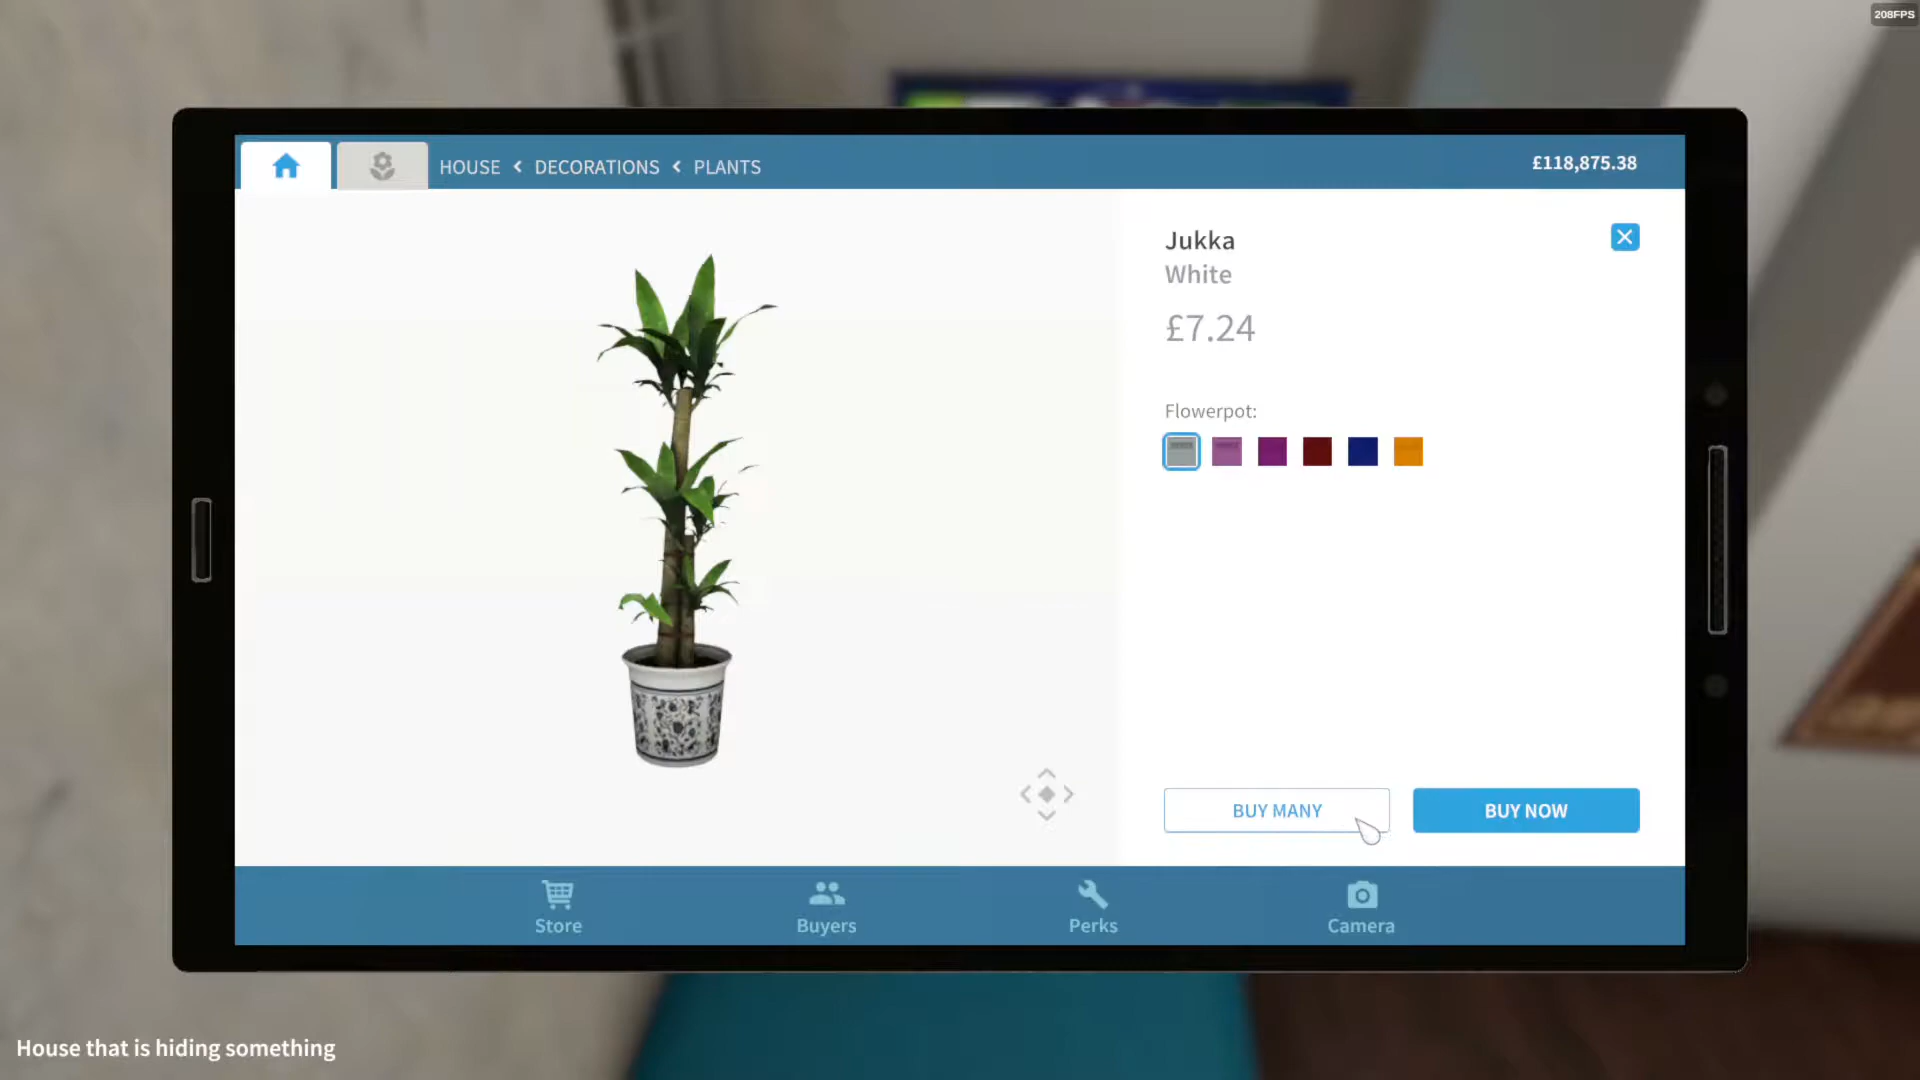 208FPS
HOUSE < DECORATIONS < PLANTS
£118,875.38
Jukka
White
£7.24
Flowerpot:
BUY MANY
BUY NOW
Store
Buyers
Perks
Camera
House that is hiding something